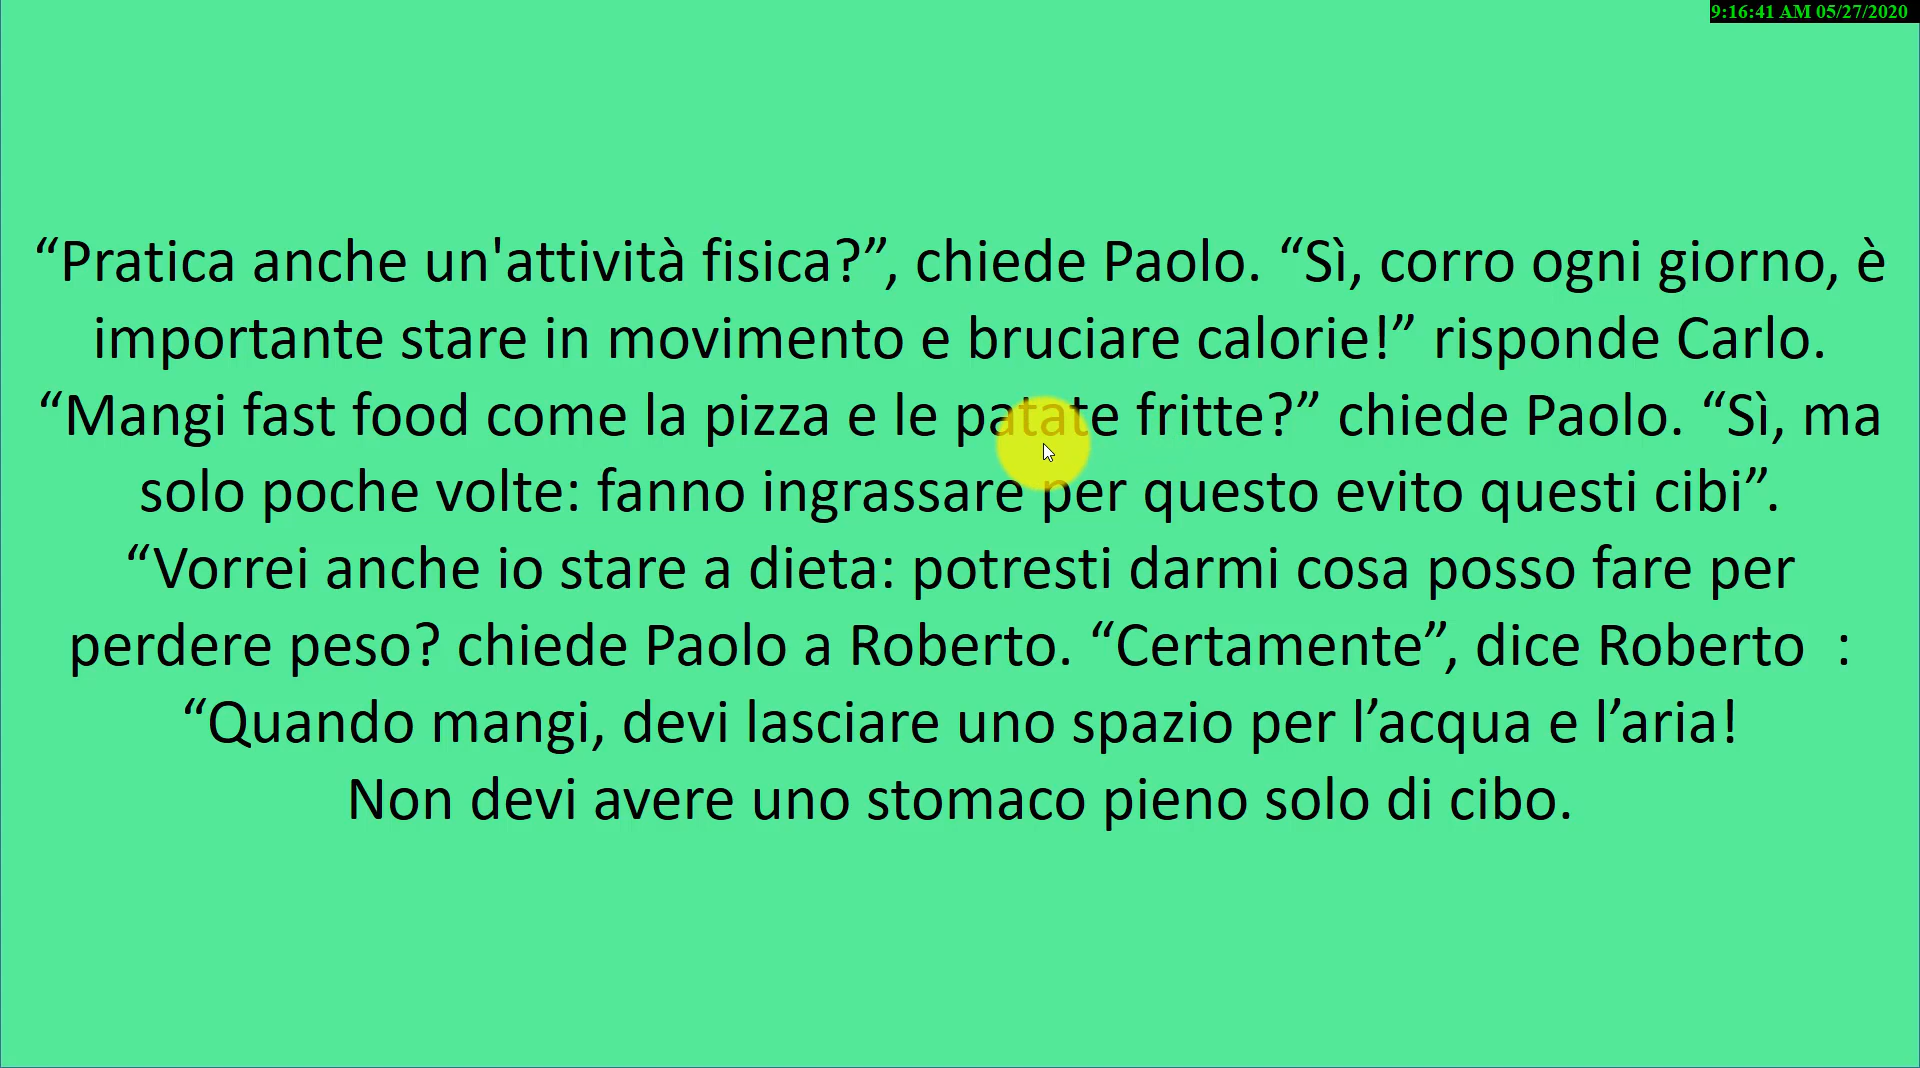 9:16:41 AM 05/27/2020
“Pratica anche un'attività fisica?”, chiede Paolo. “Sì, corro ogni giorno, è
importante stare in movimento e bruciare calorie!” risponde Carlo.
“Mangi fast food come la pizza e le patate fritte?” chiede Paolo. “Sì, ma
solo poche volte: fanno ingrassare per questo evito questi cibi”.
“Vorrei anche io stare a dieta: potresti darmi cosa posso fare per
perdere peso? chiede Paolo a Roberto. “Certamente”, dice Roberto  :
“Quando mangi, devi lasciare uno spazio per l’acqua e l’aria!
Non devi avere uno stomaco pieno solo di cibo.